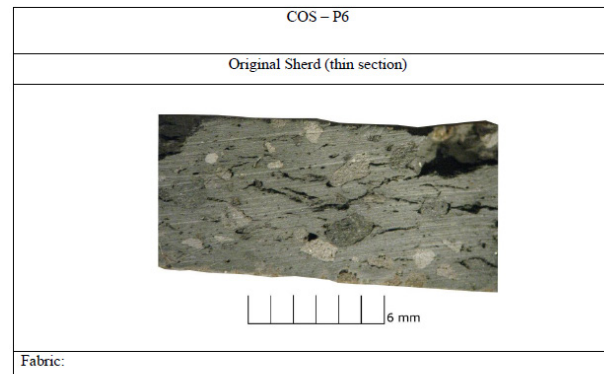 COS – P6
Original Sherd (thin section)
6 mm
Fabric: